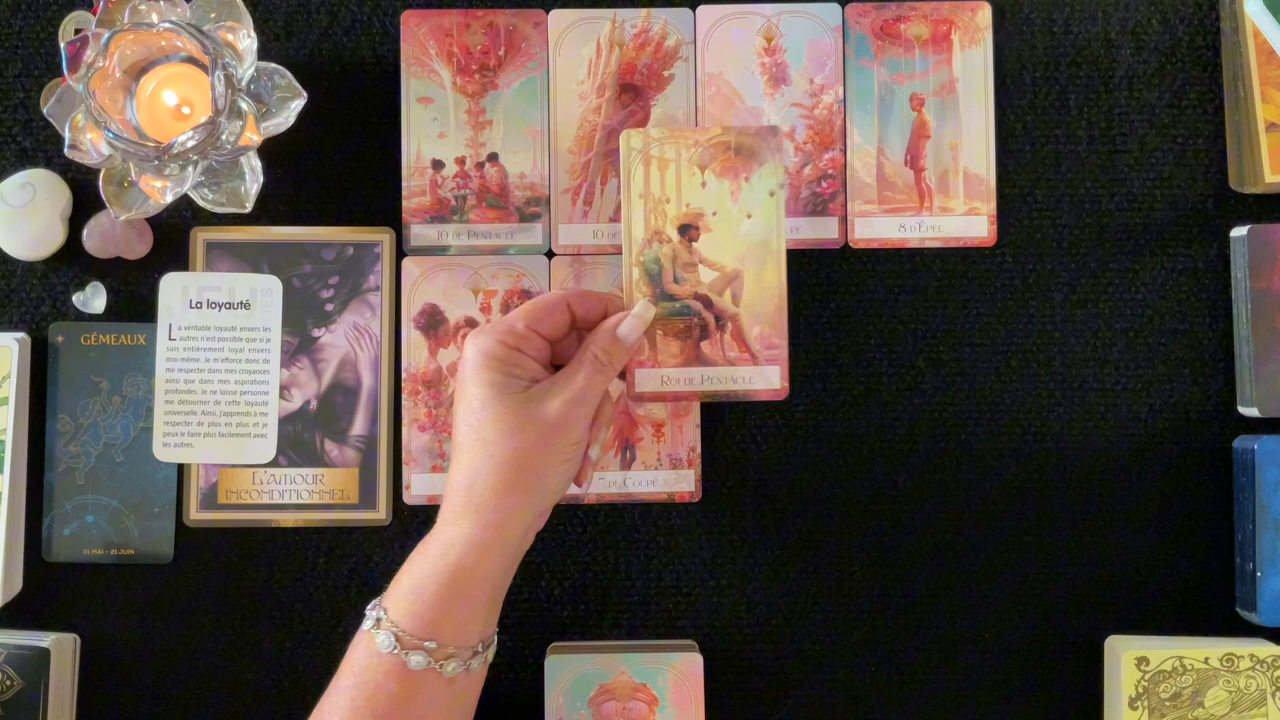 10 DE PENTACLE
10 DE
8 D'ÉPÉE
ROI DE PENTACLE
7 DE COUPE
La loyauté
La véritable loyauté envers les
autres n'est possible que si je
suis entièrement loyal envers
moi-même. Je m'efforce donc de
me respecter dans mes croyances
ainsi que dans mes aspirations
profondes. Je ne laisse personne
me détourner de cette loyauté
universelle. Ainsi, j'apprends à me
respecter de plus en plus et je
peux le faire plus facilement avec
les autres.
GÉMEAUX
21 MAI - 21 JUIN
L'AMOUR
INCONDITIONNEL